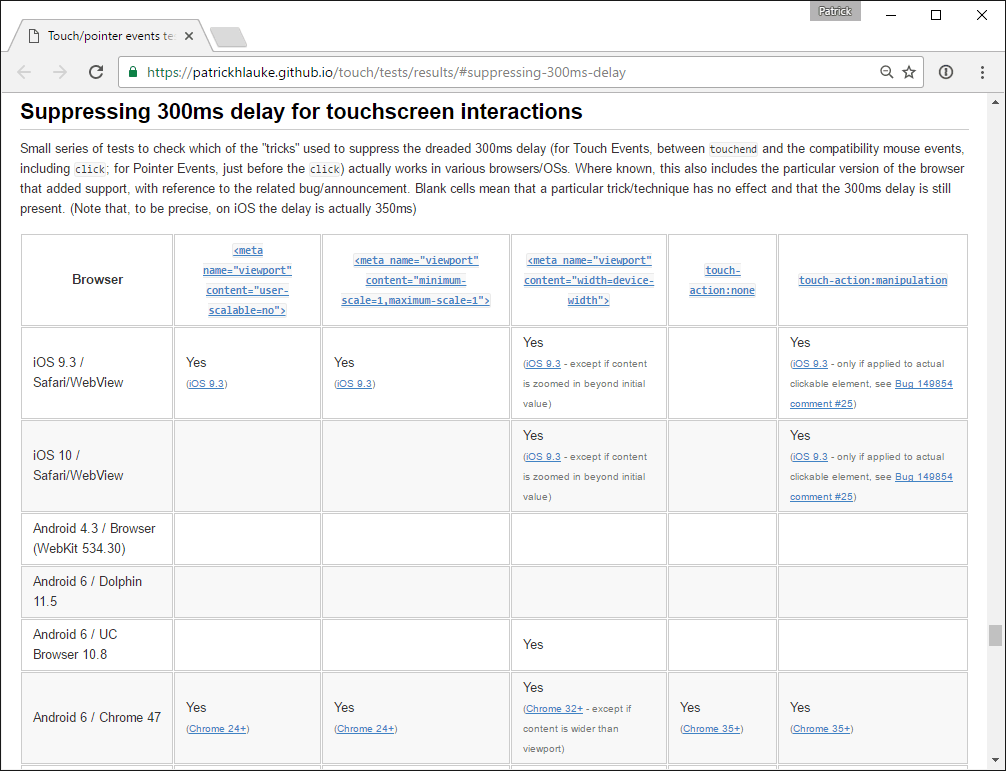 Patrick
Touch/pointer events te
https://patrickhlauke.github.io/touch/tests/results/#suppressing-300ms-delay
Suppressing 300ms delay for touchscreen interactions
Small series of tests to check which of the "tricks" used to suppress the dreaded 300ms delay (for Touch Events, between touchend and the compatibility mouse events,
including click; for Pointer Events, just before the click) actually works in various browsers/OSs. Where known, this also includes the particular version of the browser
that added support, with reference to the related bug/announcement. Blank cells mean that a particular trick/technique has no effect and that the 300ms delay is still
present. (Note that, to be precise, on iOS the delay is actually 350ms)
Browser
<meta
name="viewport"
content="user-
scalable=no">
<meta name="viewport"
content="minimum-
scale=1,maximum-scale=1">
<meta name="viewport"
content="width=device-
width">
touch-
action:none
touch-action:manipulation
iOS 9.3 /
Safari/WebView
Yes
(iOS 9.3)
Yes
(iOS 9.3)
Yes
(iOS 9.3 - except if content
is zoomed in beyond initial
value)
Yes
(iOS 9.3 - only if applied to actual
clickable element, see Bug 149854
comment #25)
iOS 10 /
Safari/WebView
Yes
(iOS 9.3 - except if content
is zoomed in beyond initial
value)
Yes
(iOS 9.3 - only if applied to actual
clickable element, see Bug 149854
comment #25)
Android 4.3 / Browser
(WebKit 534.30)
Android 6 / Dolphin
11.5
Android 6 / UC
Browser 10.8
Yes
Android 6 / Chrome 47
Yes
(Chrome 24+)
Yes
(Chrome 24+)
Yes
(Chrome 32+ - except if
content is wider than
viewport)
Yes
(Chrome 35+)
Yes
(Chrome 35+)